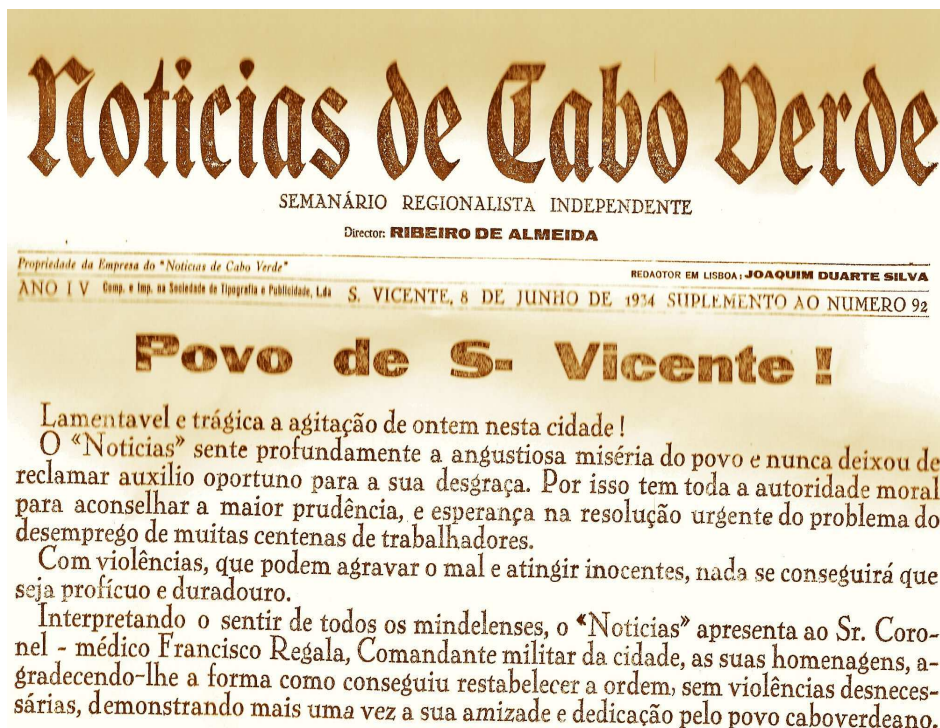 Noticias de Cabo Verde
SEMANÁRIO REGIONALISTA INDEPENDENTE
Director: RIBEIRO DE ALMEIDA
Propriedade da Empresa do "Noticias de Cabo Verde"
REDAOTOR EM LISBOA: JOAQUIM DUARTE SILVA
ANO IV Comp. e Imp. na Sociedade de Tipografia e Publicidade, Lda S. VICENTE, 8 DE JUNHO DE 1934 SUPLEMENTO AO NUMERO 92
Povo de S- Vicente!
Lamentavel e trágica a agitação de ontem nesta cidade!
O «Noticias" sente profundamente a angustiosa miséria do povo e nunca deixou de
reclamar auxilio oportuno para a sua desgraça. Por isso tem toda a autoridade moral
para aconselhar a maior prudência, e esperança na resolução urgente do problema do
desemprego de muitas centenas de trabalhadores.
Com violências, que podem agravar o mal e atingir inocentes, nada se conseguirá que
seja profícuo e duradouro.
Interpretando o sentir de todos os mindelenses, o «Noticias" apresenta ao Sr. Coro-
nel - médico Francisco Regala, Comandante militar da cidade, as suas homenagens, a-
gradecendo-lhe a forma como conseguiu restabelecer a ordem, sem violências desneces-
sárias, demonstrando mais uma vez a sua amizade e dedicação pelo povo caboverdeano.